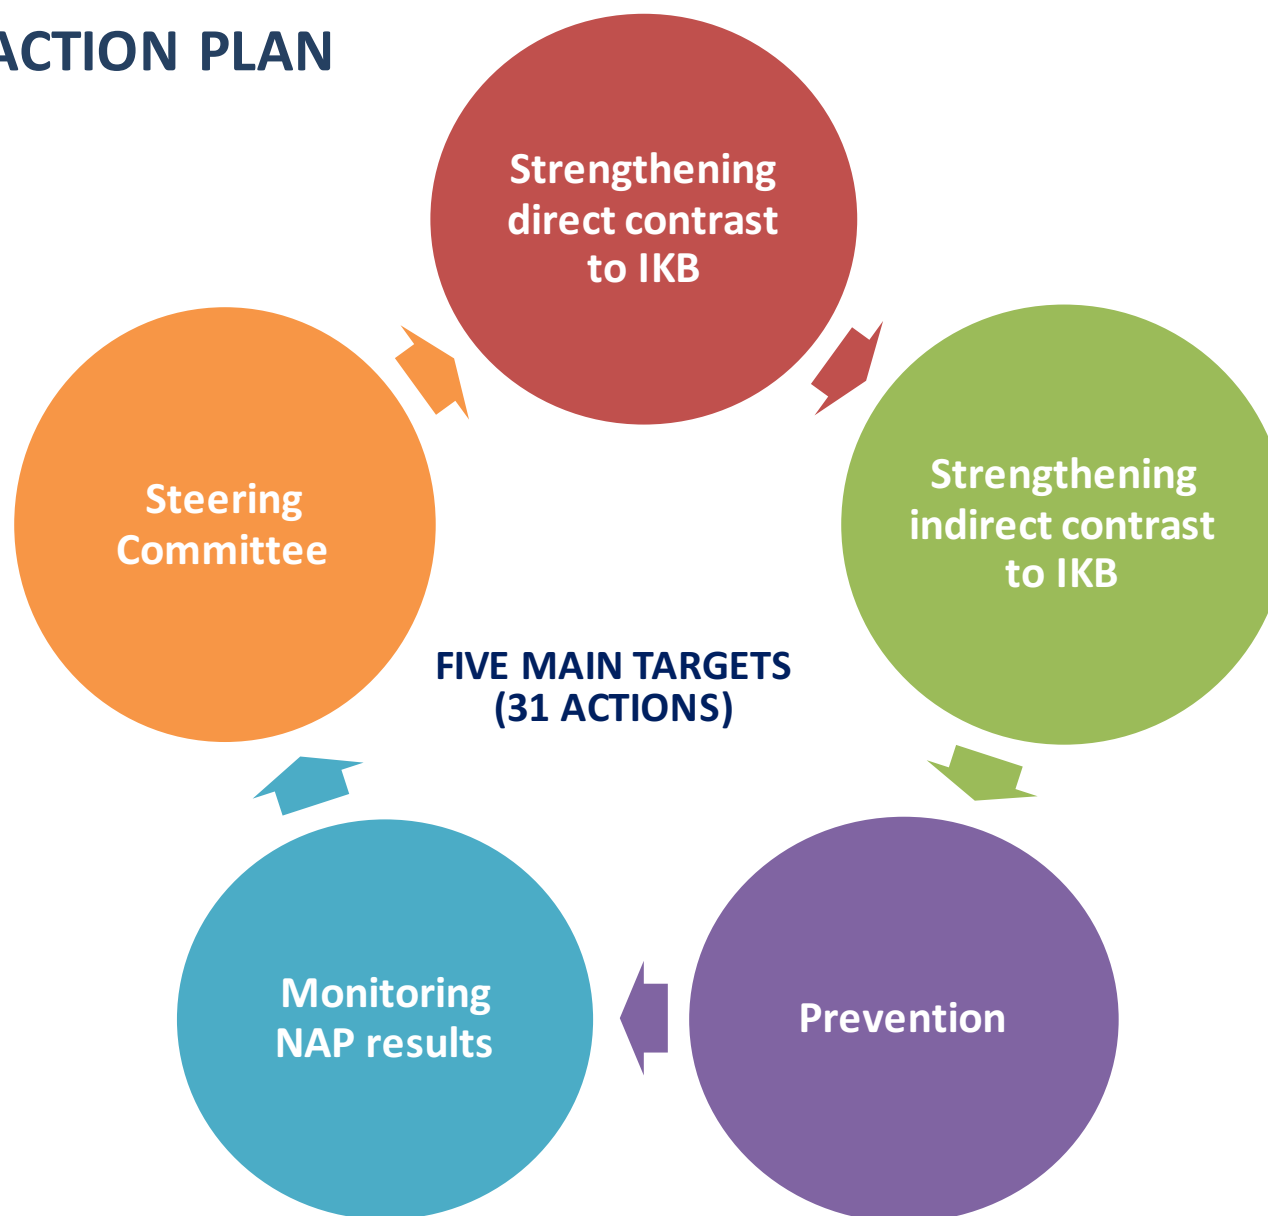 ACTION PLAN
Strengthening
direct contrast
to IKB
Strengthening
indirect contrast
to IKB
Steering
Committee
FIVE MAIN TARGETS
(31 ACTIONS)
Monitoring
NAP results
Prevention